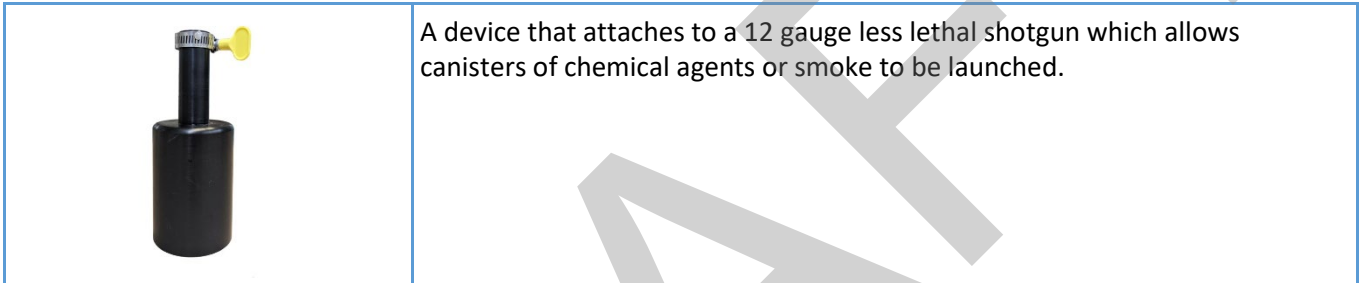 A device that attaches to a 12 gauge less lethal shotgun which allows
canisters of chemical agents or smoke to be launched.